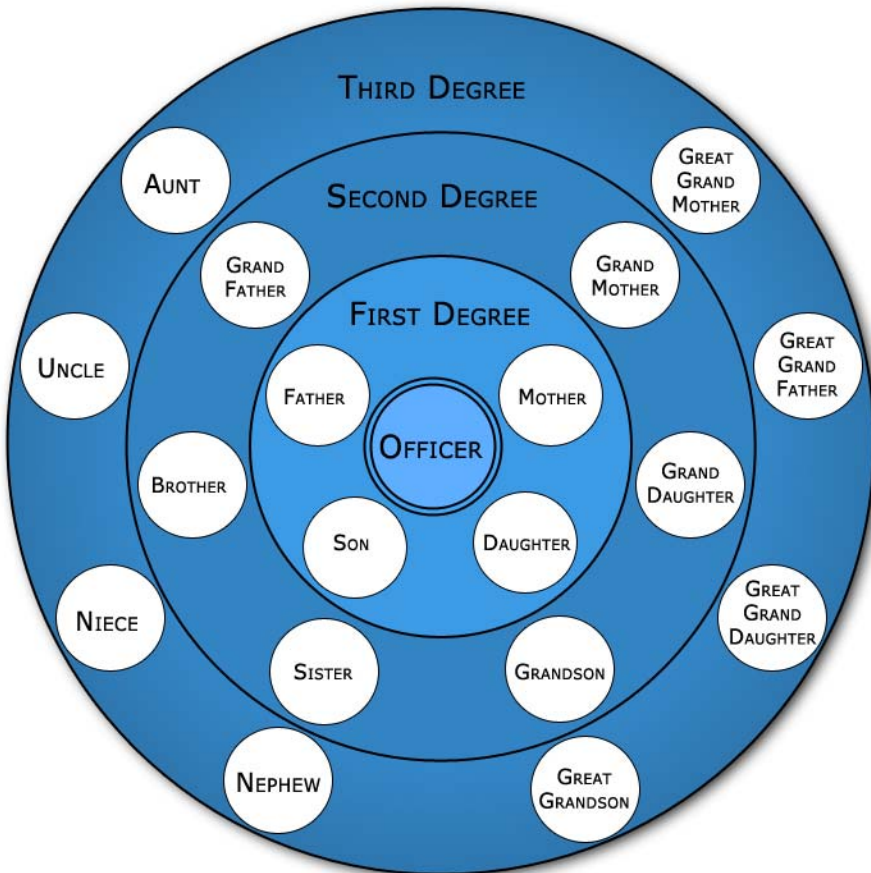 Third Degree
Aunt
Great
Grand
Mother
Second Degree
Grand
Father
Grand
Mother
First Degree
Uncle
Great
Grand
Father
Father
Mother
Officer
Brother
Grand
Daughter
Son
Daughter
Niece
Great
Grand
Daughter
Sister
Grandson
Nephew
Great
Grandson